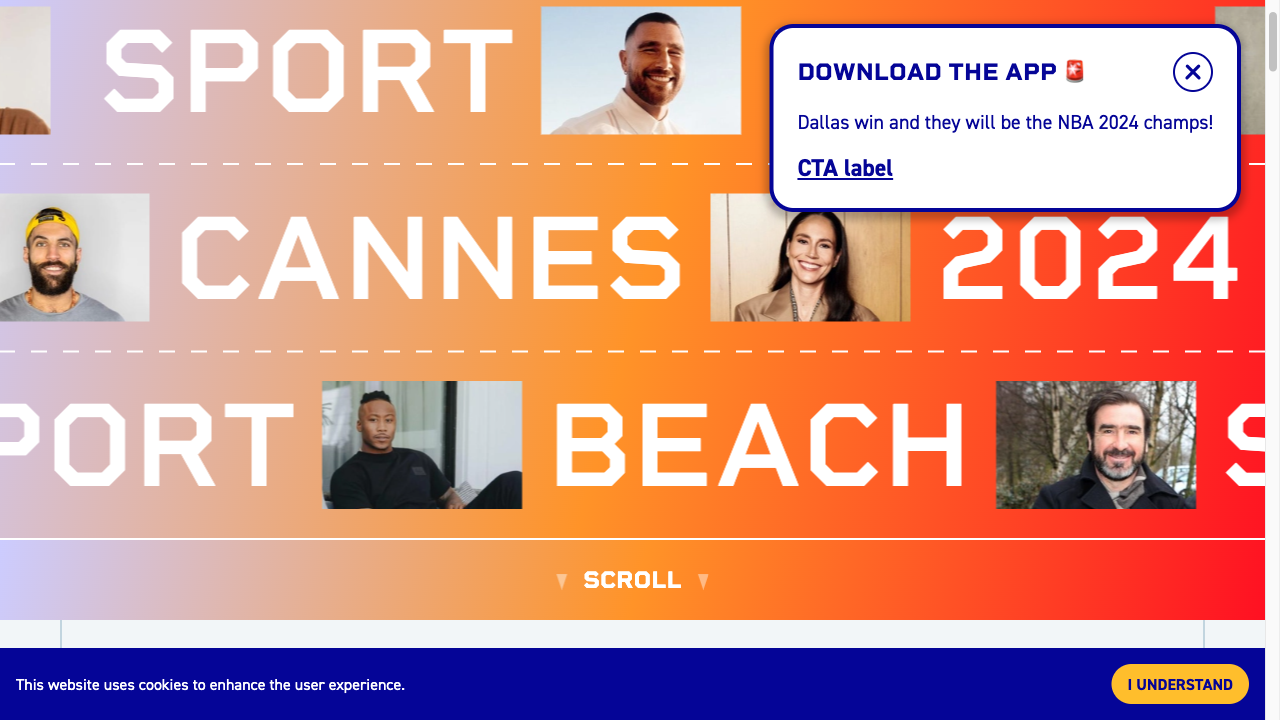 SPORT
DOWNLOAD THE APP 🚨
Dallas win and they will be the NBA 2024 champs!
CTA label
CANNES
2024
PORT
BEACH
S
SCROLL
This website uses cookies to enhance the user experience.
I UNDERSTAND